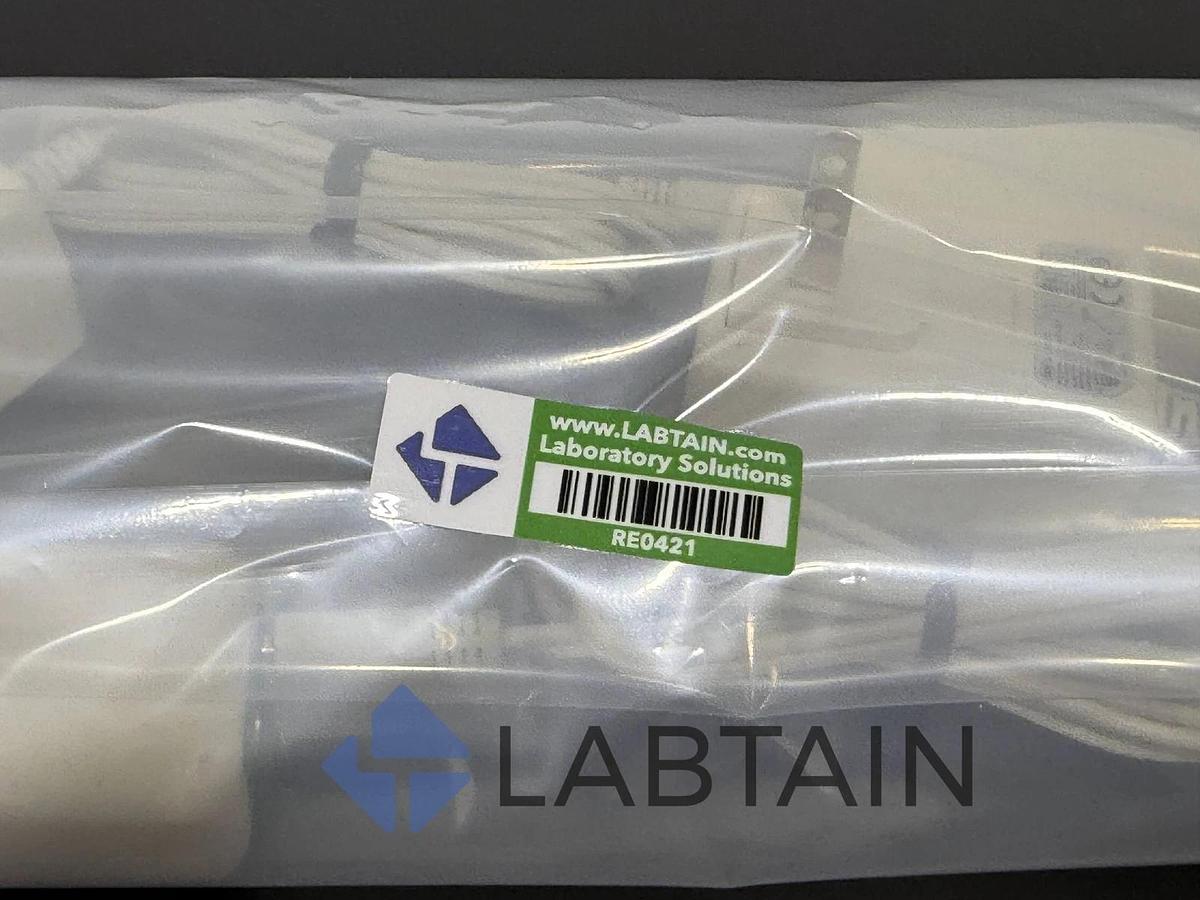 www.LABTAIN.com
Laboratory Solutions
RE0421
LABTAIN